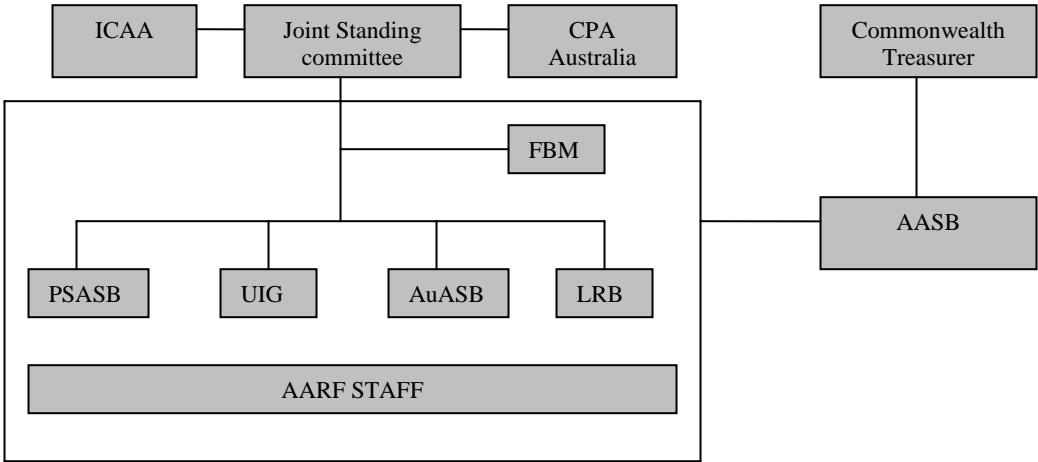 ICAA
Joint Standing
committee
CPA
Australia
Commonwealth
Treasurer
FBM
AASB
PSASB
UIG
AuASB
LRB
AARF STAFF